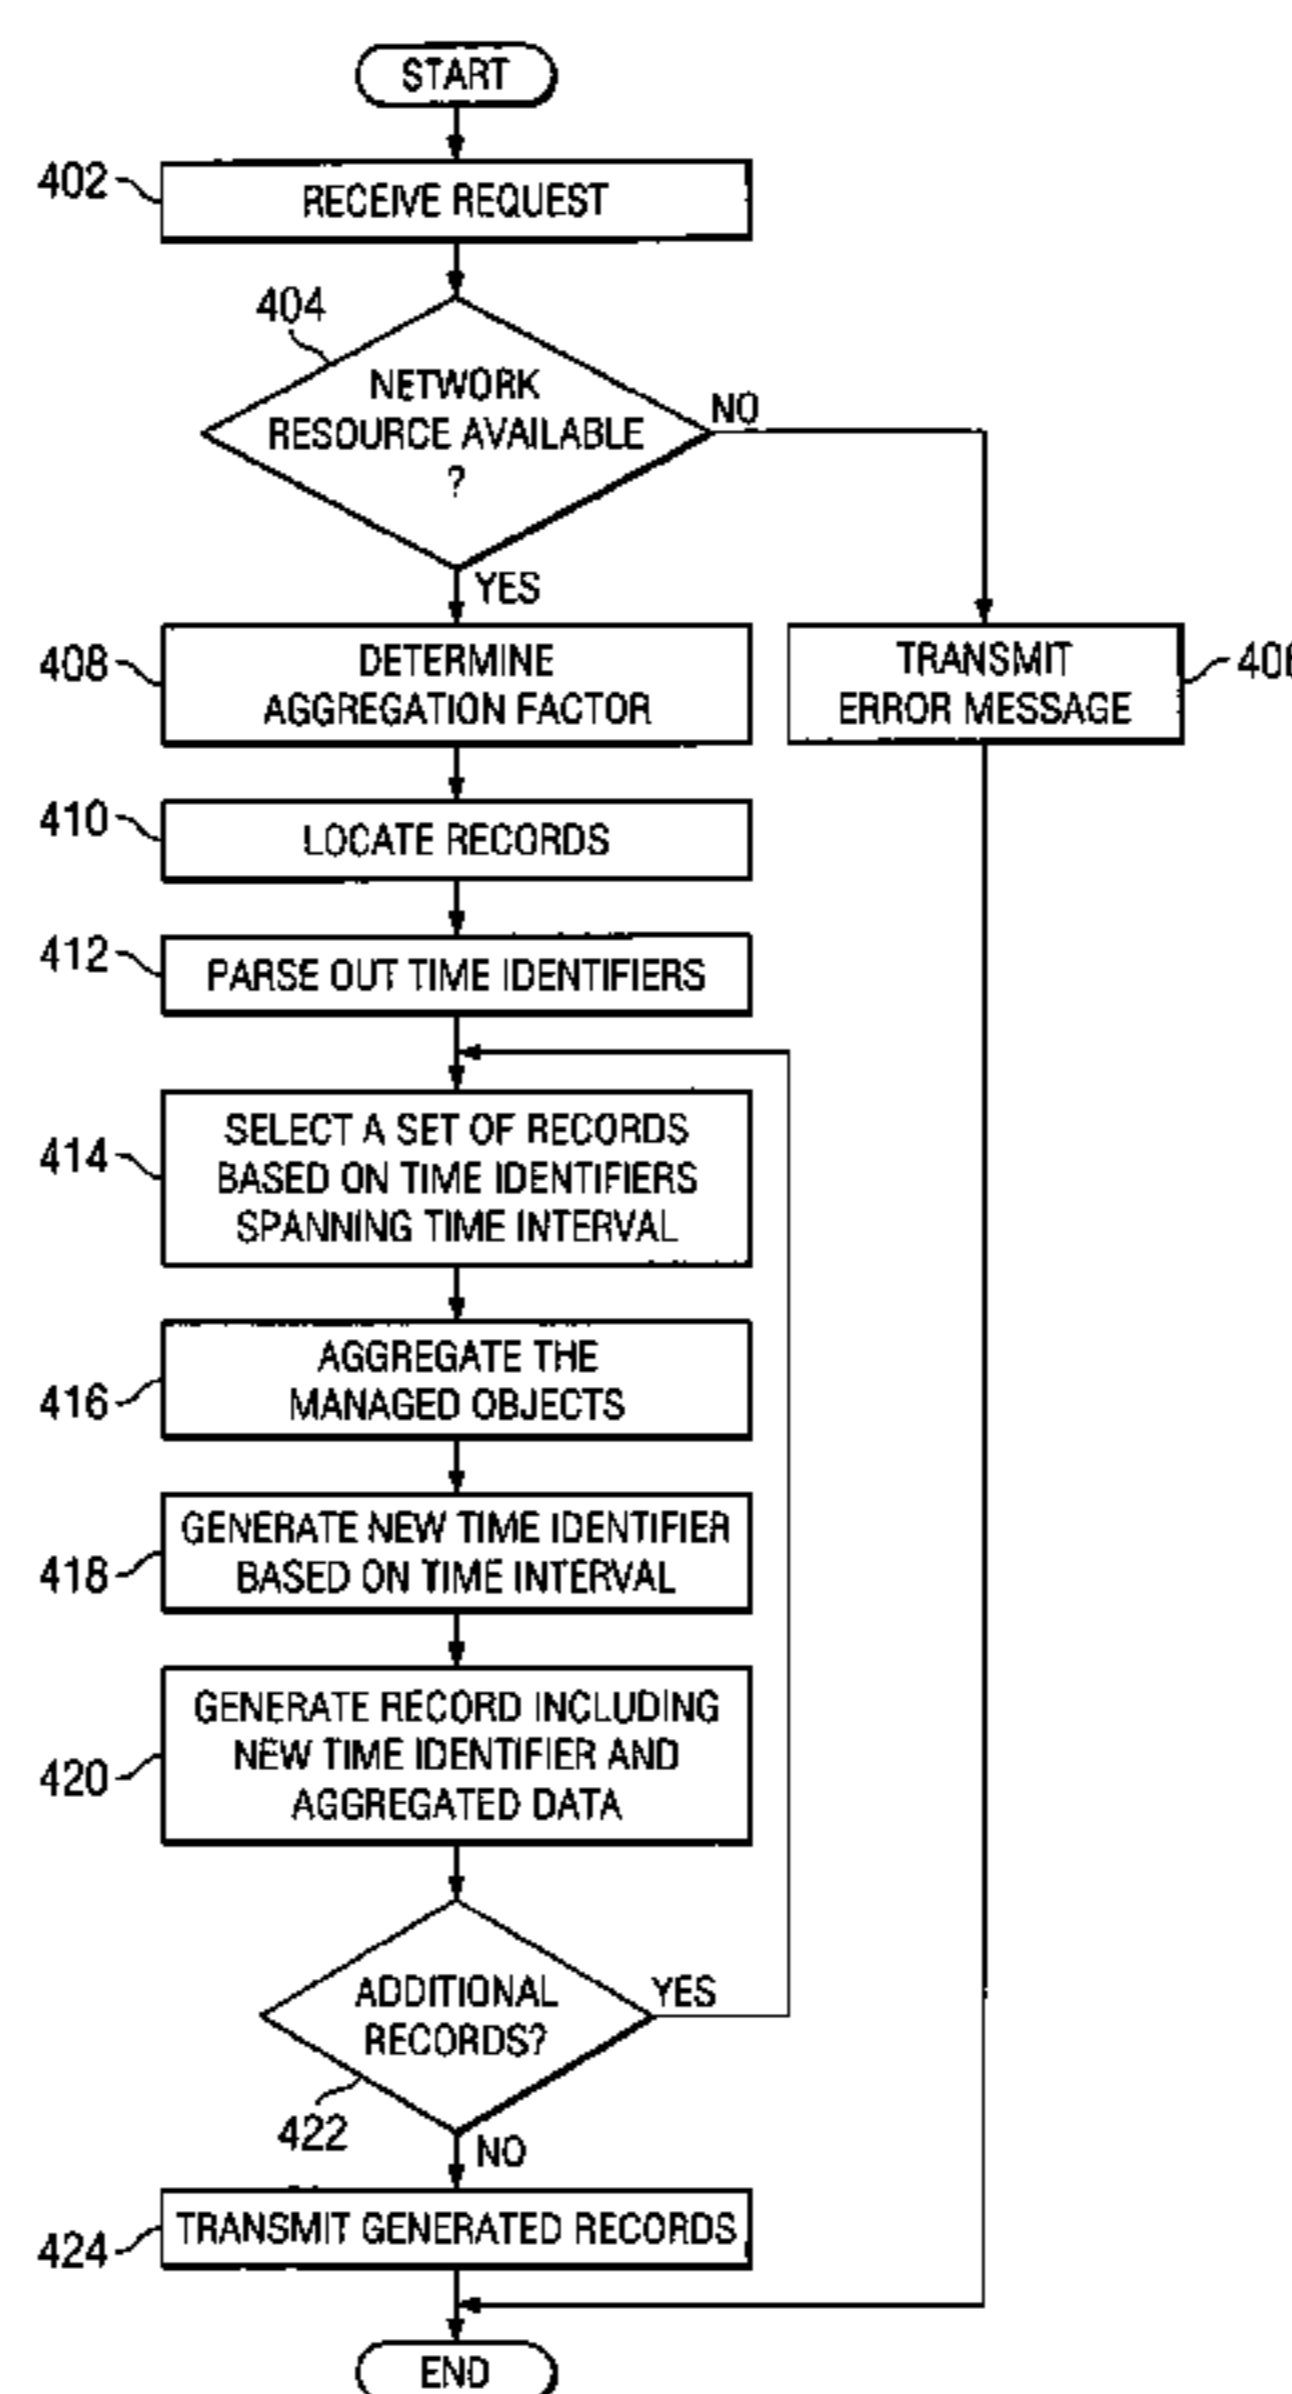 START
402
RECEIVE REQUEST
404
NETWORK
RESOURCE AVAILABLE
?
NO
YES
408
DETERMINE
AGGREGATION FACTOR
TRANSMIT
ERROR MESSAGE
410
LOCATE RECORDS
412
PARSE OUT TIME IDENTIFIERS
414
SELECT A SET OF RECORDS
BASED ON TIME IDENTIFIERS
SPANNING TIME INTERVAL
416
AGGREGATE THE
MANAGED OBJECTS
418
GENERATE NEW TIME IDENTIFIER
BASED ON TIME INTERVAL
420
GENERATE RECORD INCLUDING
NEW TIME IDENTIFIER AND
AGGREGATED DATA
ADDITIONAL
RECORDS?
YES
422
NO
424
TRANSMIT GENERATED RECORDS
END